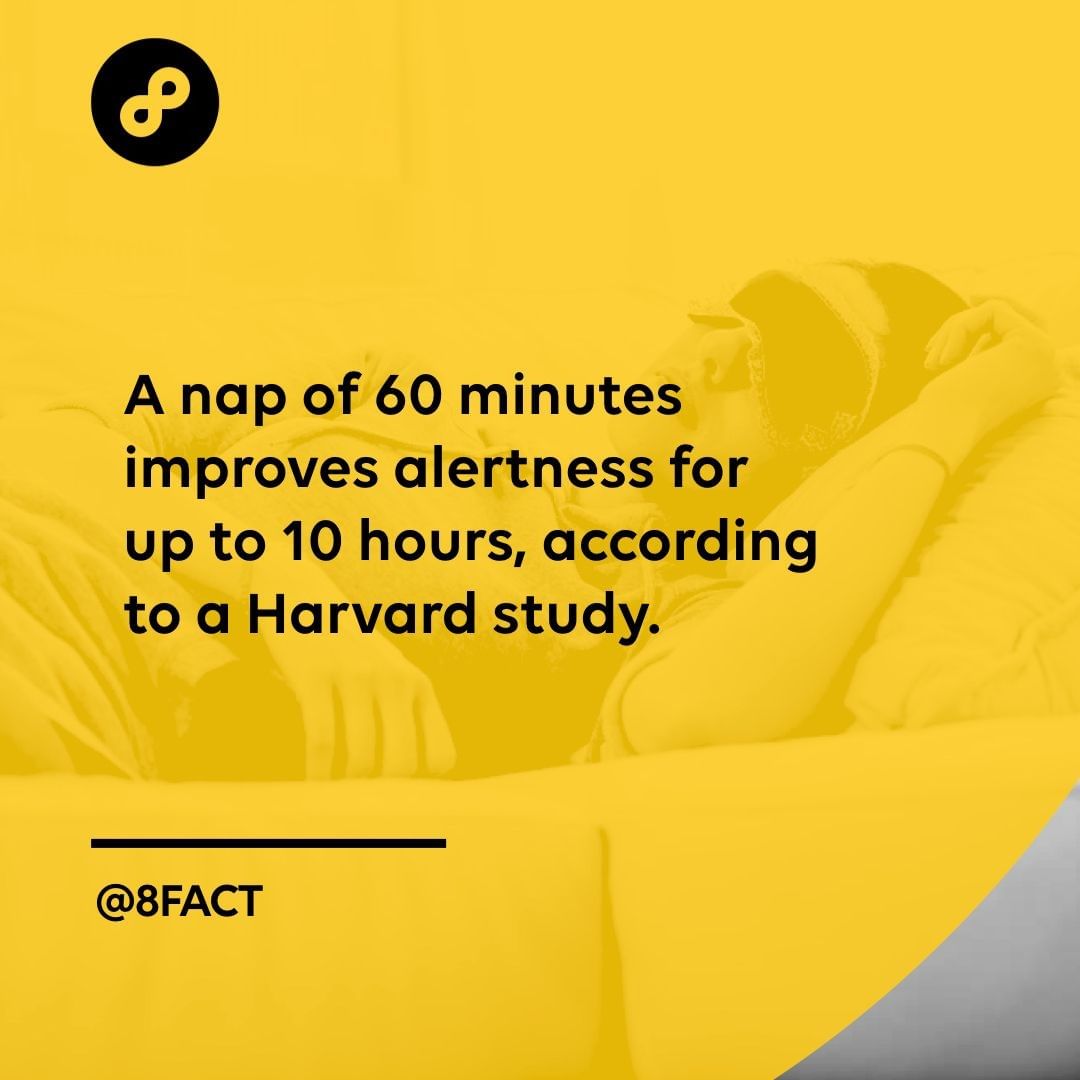 A nap of 60 minutes
improves alertness for
up to 10 hours, according
to a Harvard study.
@8FACT